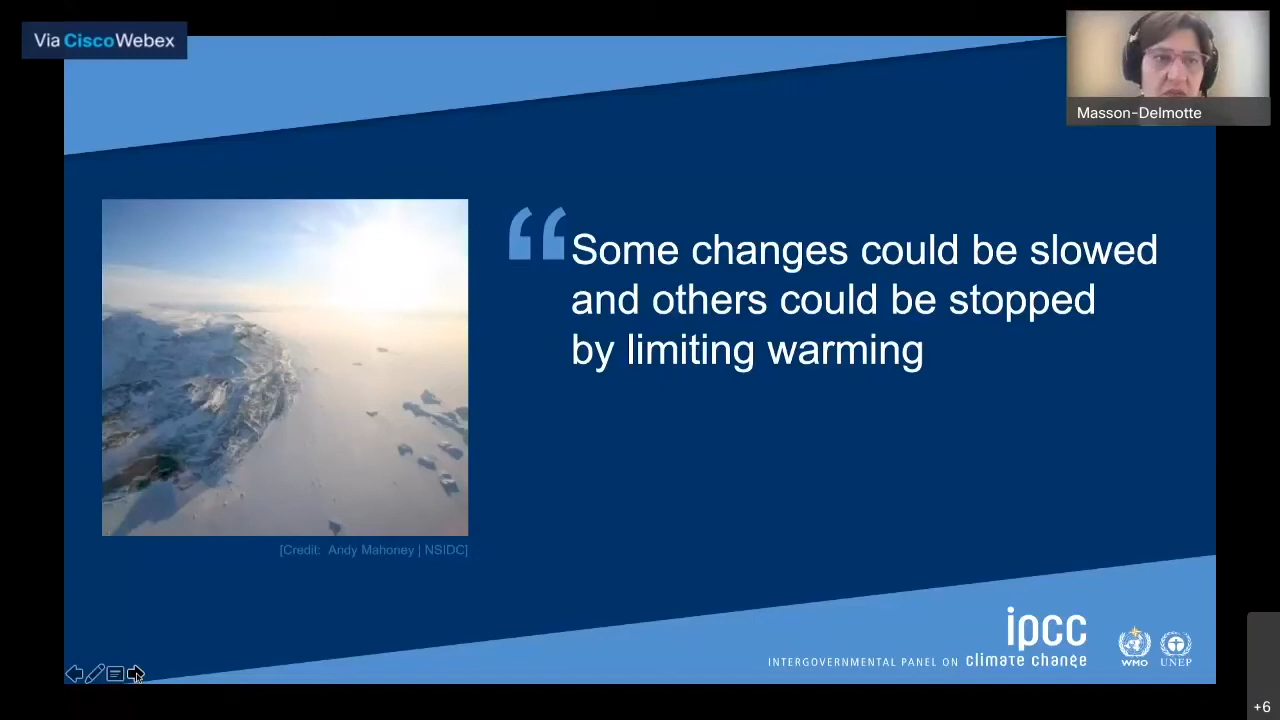 Via CiscoWebex
Masson-Delmotte
“Some changes could be slowed
and others could be stopped
by limiting warming
[Credit: Andy Mahoney | NSIDC]
ipcc
INTERGOVERNMENTAL PANEL ON climate change
WMO
UNEP
+6